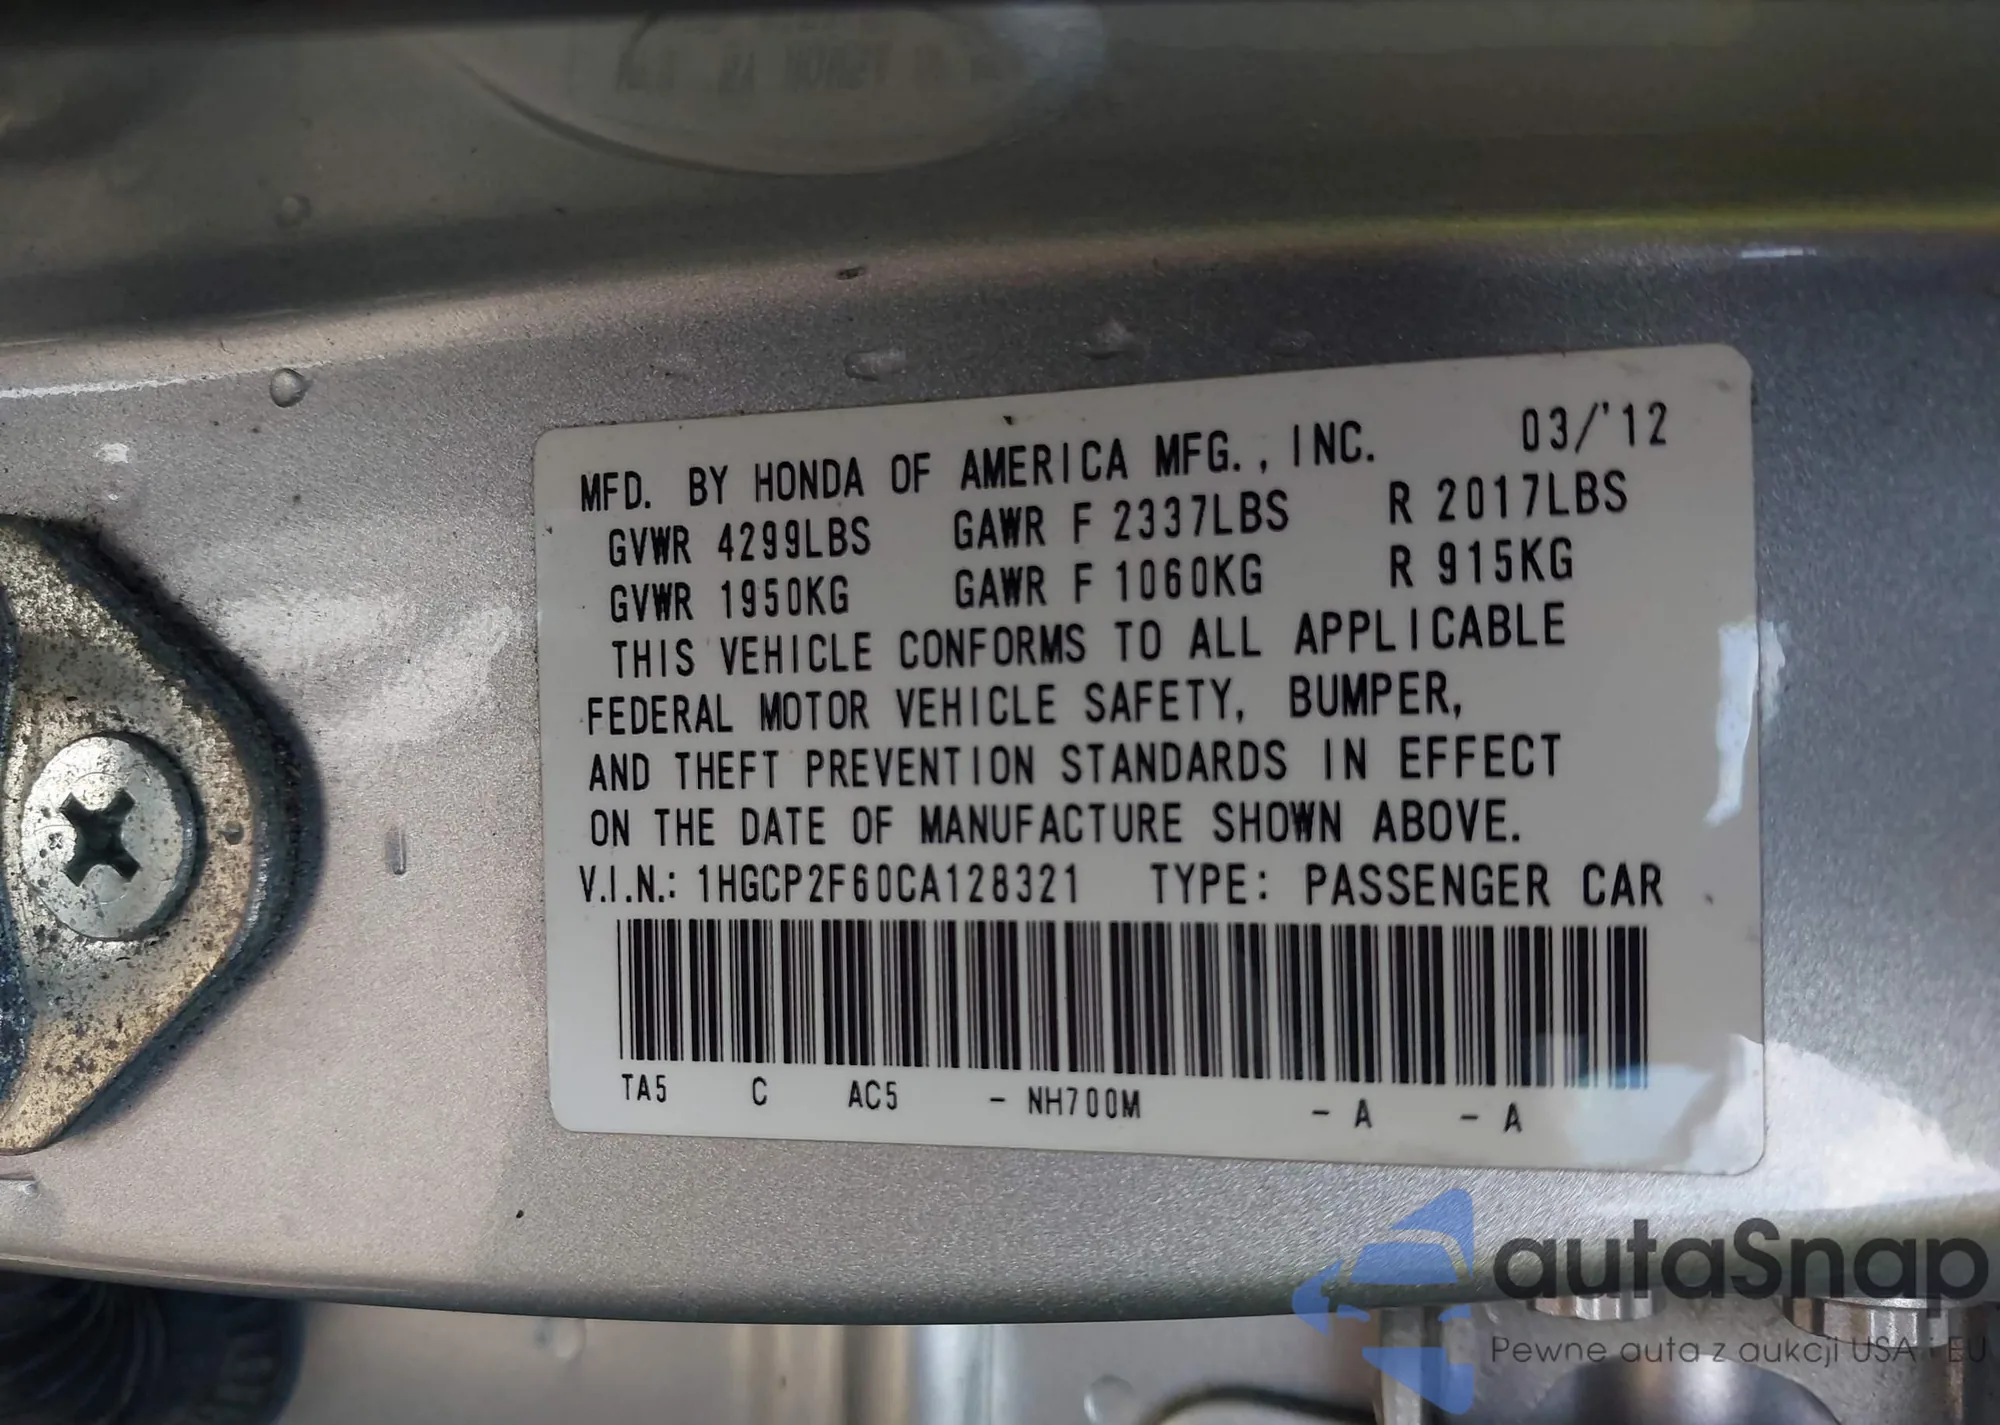 MFD. BY HONDA OF AMERICA MFG., INC. 03/'12
GVWR 4299LBS GAWR F 2337LBS R 2017LBS
GVWR 1950KG GAWR F 1060KG R 915KG
THIS VEHICLE CONFORMS TO ALL APPLICABLE
FEDERAL MOTOR VEHICLE SAFETY, BUMPER,
AND THEFT PREVENTION STANDARDS IN EFFECT
ON THE DATE OF MANUFACTURE SHOWN ABOVE.
V.I.N.: 1HGCP2F60CA128321 TYPE: PASSENGER CAR
TA5 C AC5 - NH700M - A - A
autaSnap
Pewne auta z aukcji USA i EU